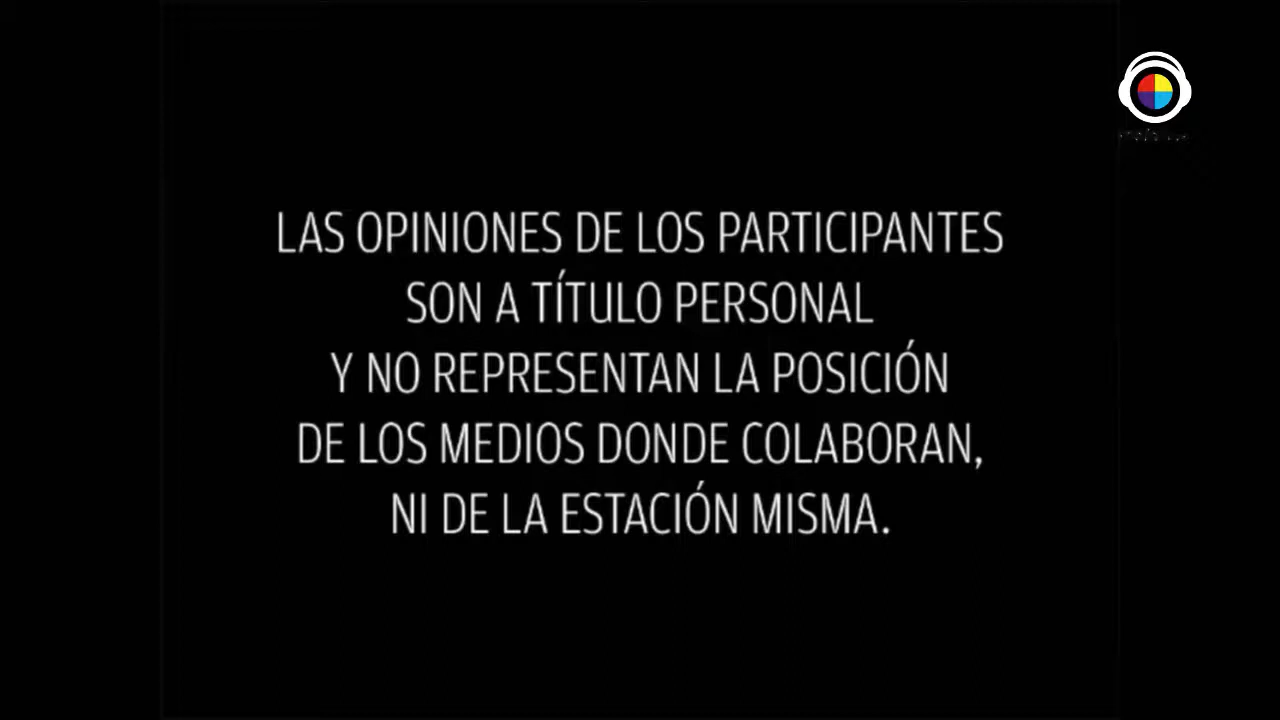 LAS OPINIONES DE LOS PARTICIPANTES
SON A TÍTULO PERSONAL
Y NO REPRESENTAN LA POSICIÓN
DE LOS MEDIOS DONDE COLABORAN,
NI DE LA ESTACIÓN MISMA.